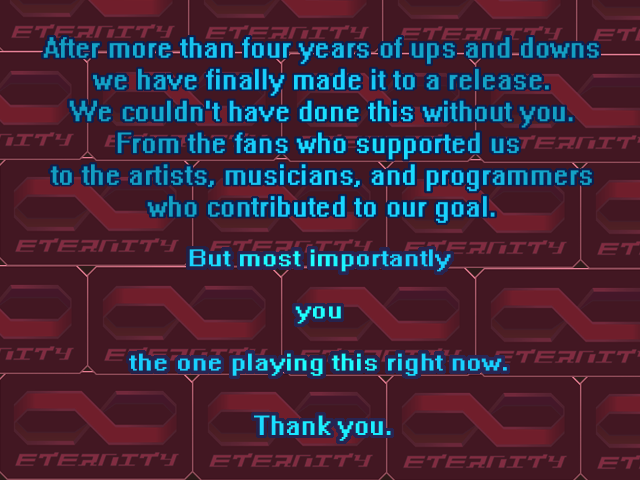 After more than four years of ups and downs
we have finally made it to a release.
We couldn't have done this without you.
From the fans who supported us
to the artists, musicians, and programmers
who contributed to our goal.
But most importantly
you
the one playing this right now.
Thank you.
ETERNITY